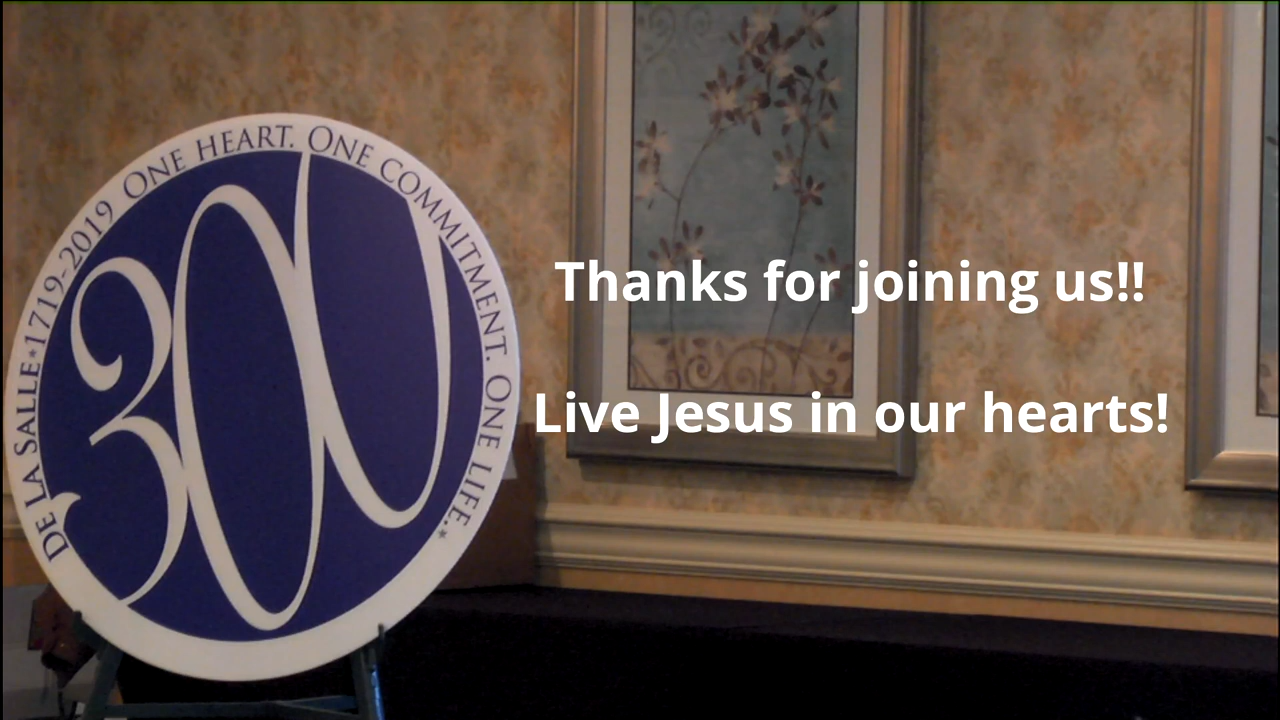 DE LA SALLE*1719-2019 ONE HEART. ONE COMMITMENT. ONE LIFE.*
300
Thanks for joining us!!
Live Jesus in our hearts!